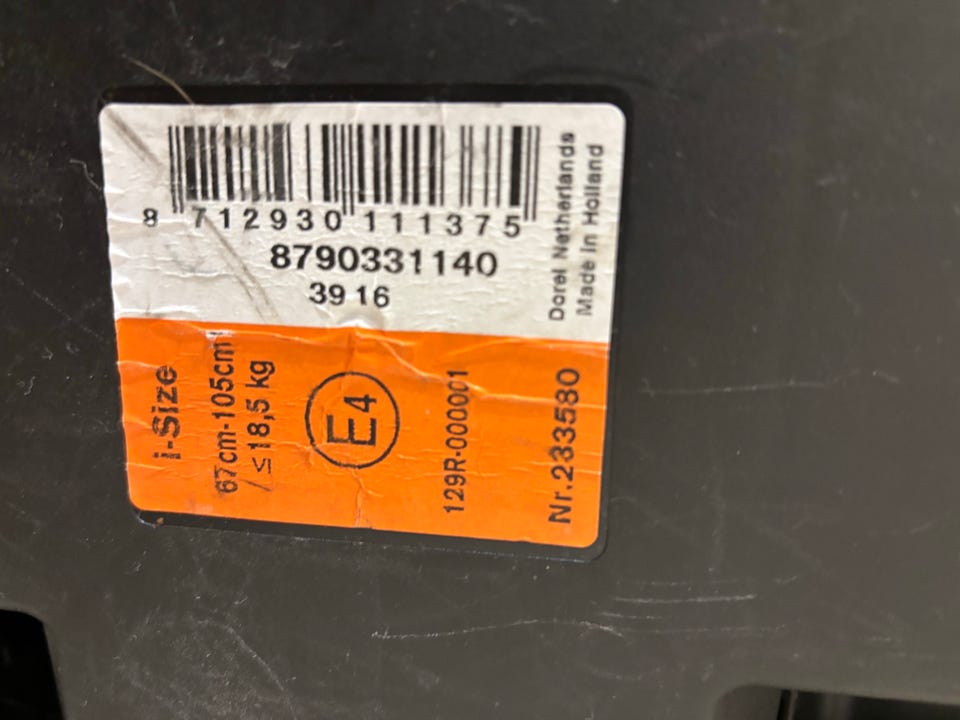 8 712930 111375
8790331140
39 16
Dorel Netherlands
Made in Holland
i-Size
67cm-105cm
/≤18,5 kg
E4
129R-000001
Nr.233580